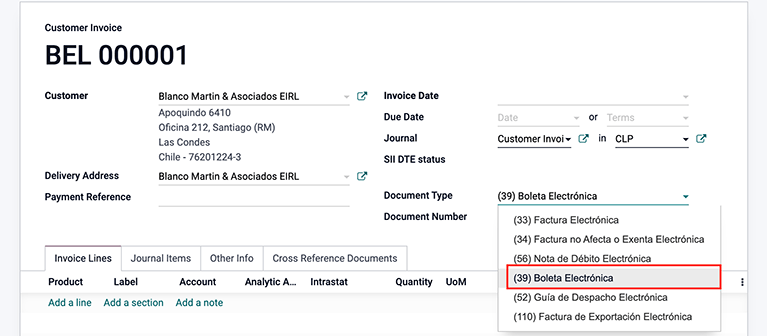 Customer Invoice
BEL 000001
Customer
Blanco Martin & Asociados EIRL
Apoquindo 6410
Oficina 212, Santiago (RM)
Las Condes
Chile - 76201224-3
Delivery Address
Blanco Martin & Asociados EIRL
Payment Reference
Invoice Date
Due Date
Date or Terms
Journal
Customer Invoi in CLP
SII DTE status
Document Type
(39) Boleta Electrónica
Document Number
(33) Factura Electrónica
(34) Factura no Afecta o Exenta Electrónica
(56) Nota de Débito Electrónica
(39) Boleta Electrónica
(52) Guía de Despacho Electrónica
(110) Factura de Exportación Electrónica
Invoice Lines Journal Items Other Info Cross Reference Documents
Product Label Account Analytic A... Intrastat Quantity UoM
Add a line Add a section Add a note